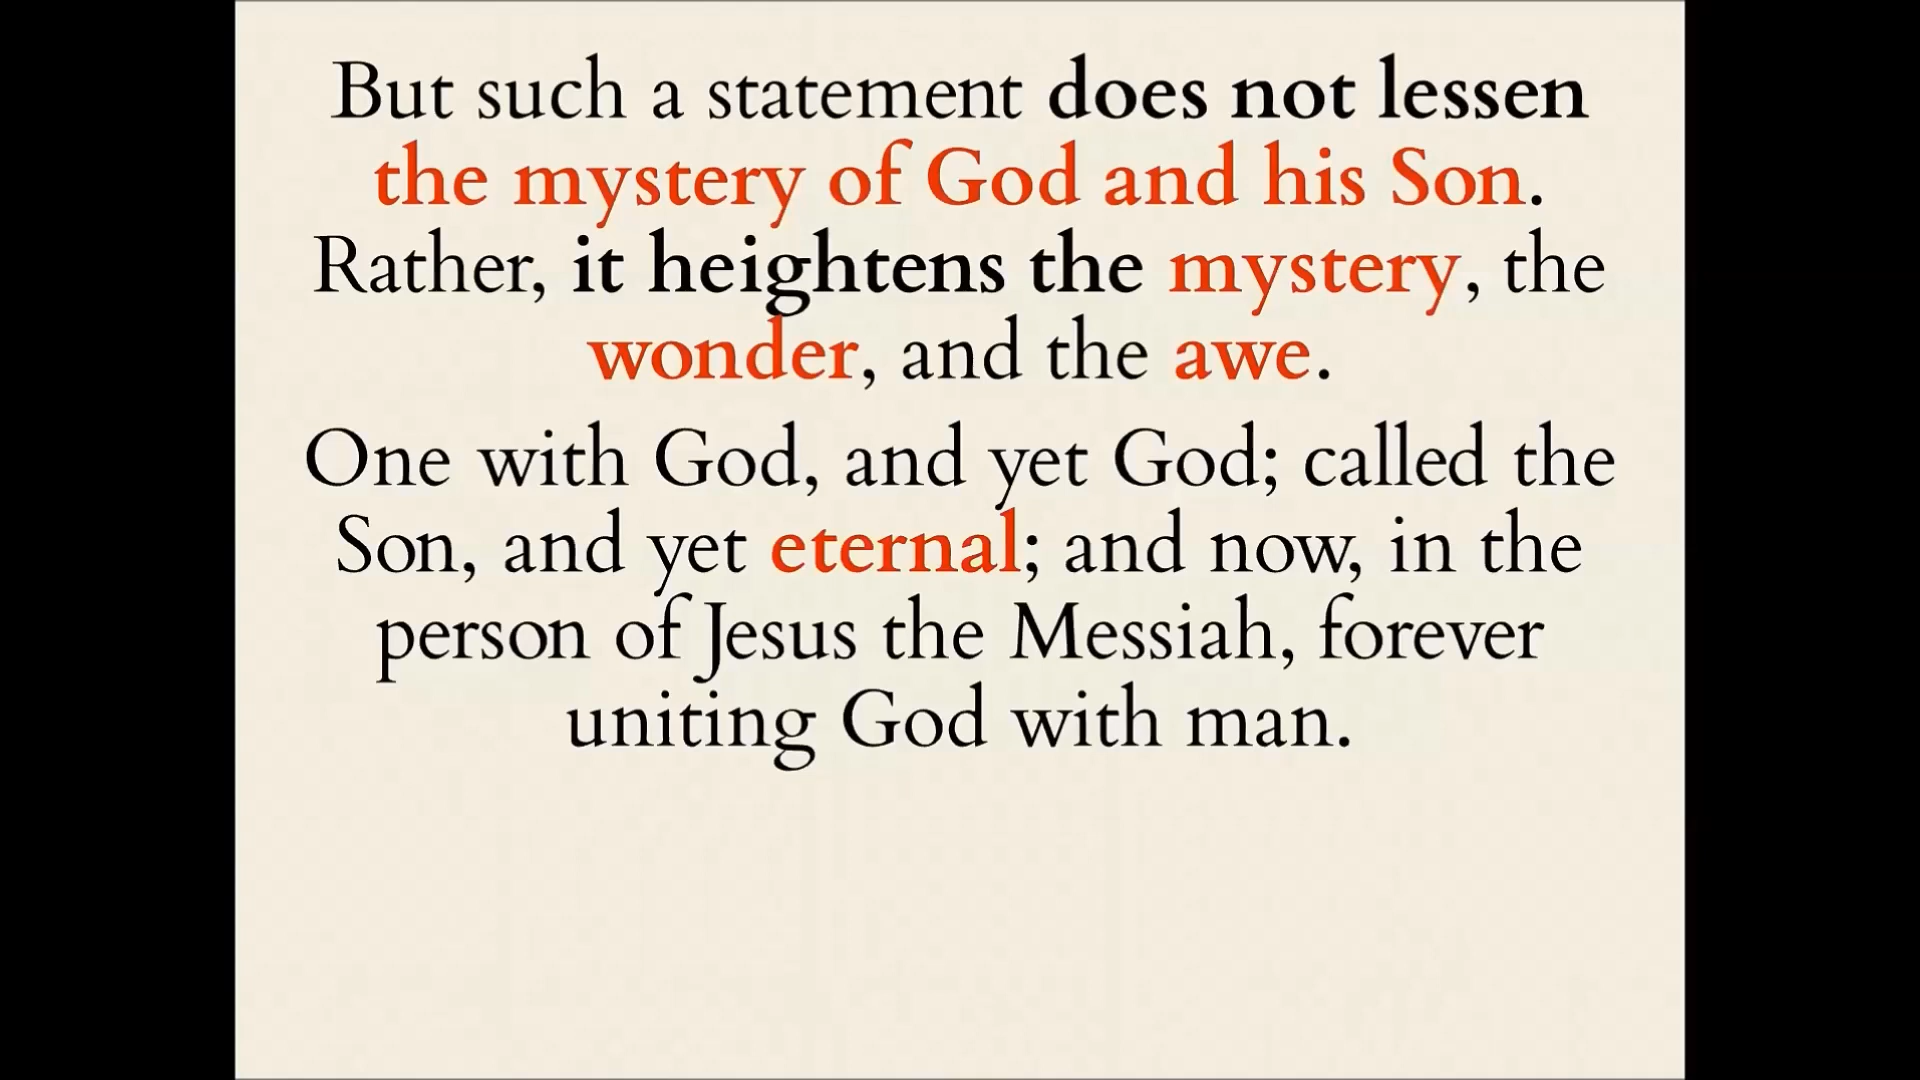 But such a statement does not lessen
the mystery of God and his Son.
Rather, it heightens the mystery, the
wonder, and the awe.
One with God, and yet God; called the
Son, and yet eternal; and now, in the
person of Jesus the Messiah, forever
uniting God with man.